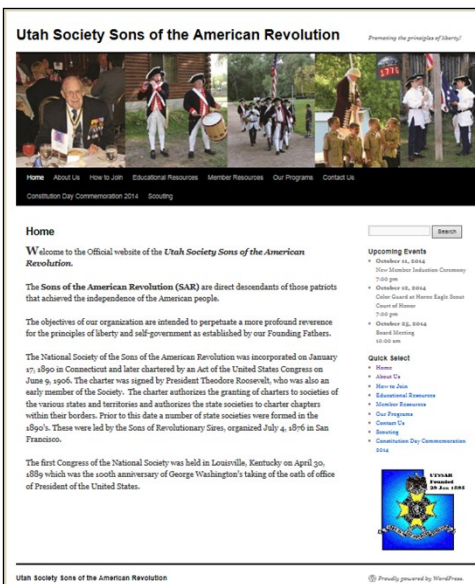 Utah Society Sons of the American Revolution
Promoting the principles of liberty!
1776
Home About Us How to Join Educational Resources Member Resources Our Programs Contact Us
Constitution Day Commemoration 2014 Scouting
Home
Welcome to the Official website of the Utah Society Sons of the American
Revolution.
The Sons of the American Revolution (SAR) are direct descendants of those patriots
that achieved the independence of the American people.
The objectives of our organization are intended to perpetuate a more profound reverence
for the principles of liberty and self-government as established by our Founding Fathers.
The National Society of the Sons of the American Revolution was incorporated on January
17, 1890 in Connecticut and later chartered by an Act of the United States Congress on
June 9, 1906. The charter was signed by President Theodore Roosevelt, who was also an
early member of the Society. The charter authorizes the granting of charters to societies of
the various states and territories and authorizes the state societies to charter chapters
within their borders. Prior to this date a number of state societies were formed in the
1890's. These were led by the Sons of Revolutionary Sires, organized July 4, 1876 in San
Francisco.
The first Congress of the National Society was held in Louisville, Kentucky on April 30,
1889 which was the 100th anniversary of George Washington's taking of the oath of office
of President of the United States.
Search
Upcoming Events
October 11, 2014
New Member Induction Ceremony
7:00 pm
October 12, 2014
Color Guard at Horne Eagle Scout
Court of Honor
7:00 pm
October 23, 2014
Board Meeting
10:00 am
Quick Select
Home
About Us
How to Join
Educational Resources
Member Resources
Our Programs
Contact Us
Scouting
Constitution Day Commemoration
2014
UTSSAR
Founded
29 Jan 1895
Utah Society Sons of the American Revolution
Proudly powered by WordPress.